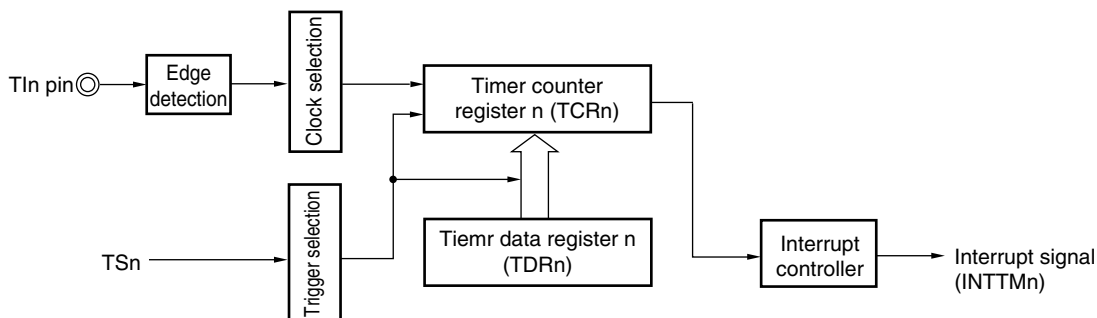 TIn pin
Edge
detection
Clock selection
Timer counter
register n (TCRn)
TSn
Trigger selection
Tiemr data register n
(TDRn)
Interrupt
controller
Interrupt signal
(INTTMn)